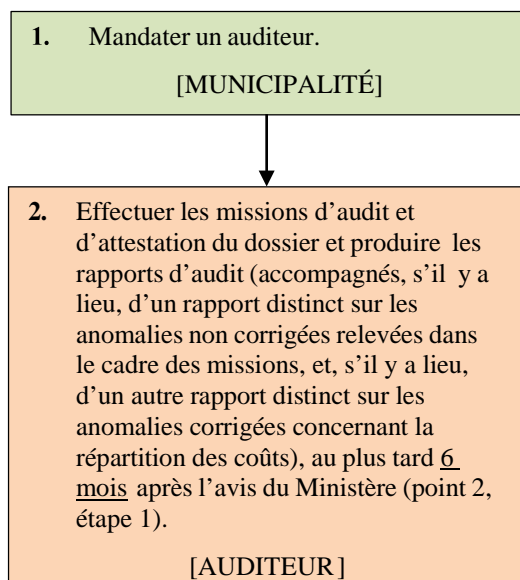 1. Mandater un auditeur.
[MUNICIPALITÉ]
2. Effectuer les missions d’audit et
d’attestation du dossier et produire les
rapports d’audit (accompagnés, s’il y a
lieu, d’un rapport distinct sur les
anomalies non corrigées relevées dans
le cadre des missions, et, s’il y a lieu,
d’un autre rapport distinct sur les
anomalies corrigées concernant la
répartition des coûts), au plus tard 6
mois après l’avis du Ministère (point 2,
étape 1).
[AUDITEUR]